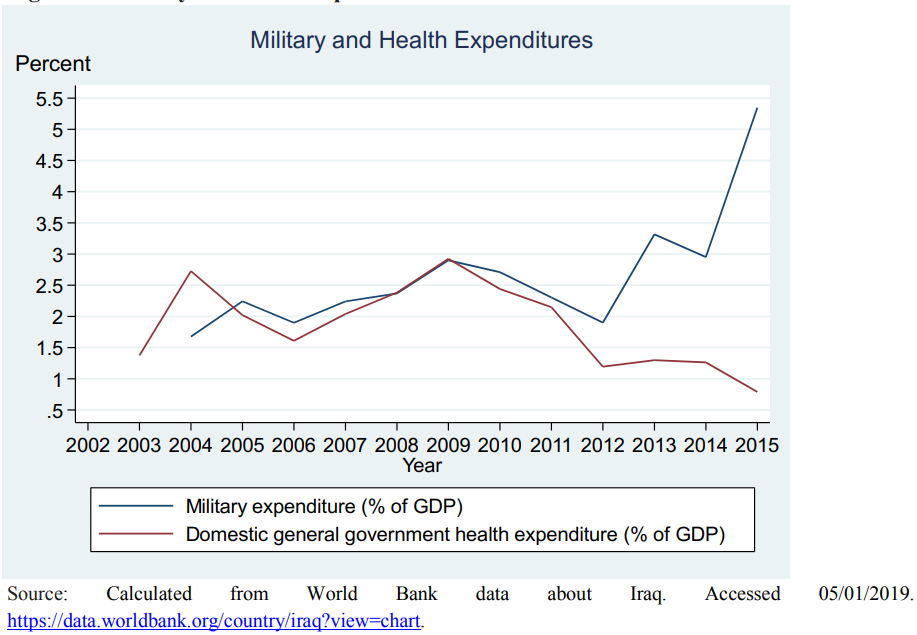 Military and Health Expenditures
Percent
5.5
5
4.5
4
3.5
3
2.5
2
1.5
1
.5
2002 2003 2004 2005 2006 2007 2008 2009 2010 2011 2012 2013 2014 2015
Year
Military expenditure (% of GDP)
Domestic general government health expenditure (% of GDP)
Source: Calculated from World Bank data about Iraq. Accessed 05/01/2019.
https://data.worldbank.org/country/iraq?view=chart.